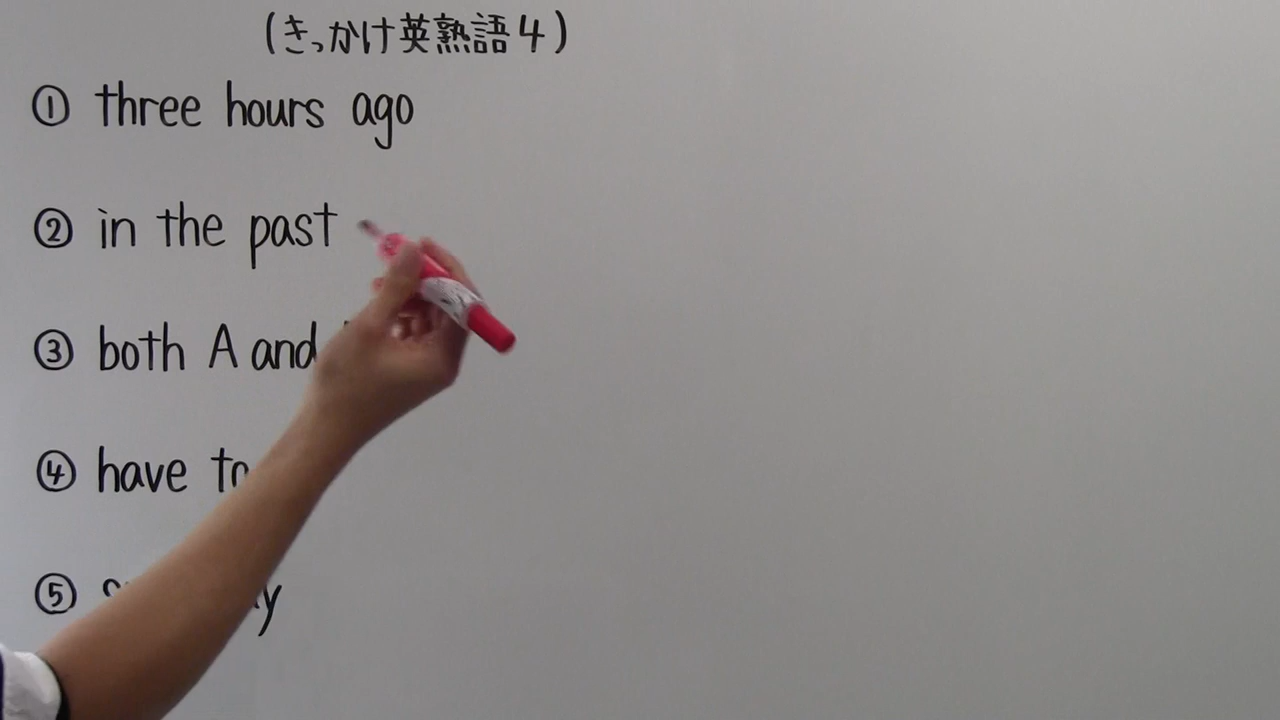 (きっかけ英熟語4)
① three hours ago
② in the past
③ both A and
④ have to
⑤